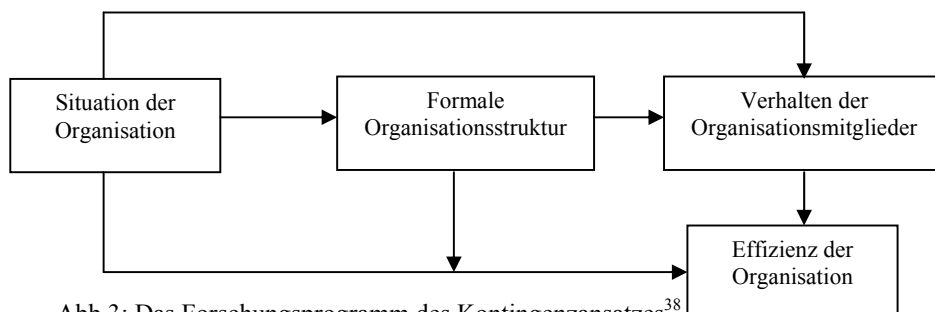 Situation der
Organisation
Formale
Organisationsstruktur
Verhalten der
Organisationsmitglieder
Effizienz der
Organisation
Abb.3: Das Forschungsprogramm des Kontingenzansatzes38